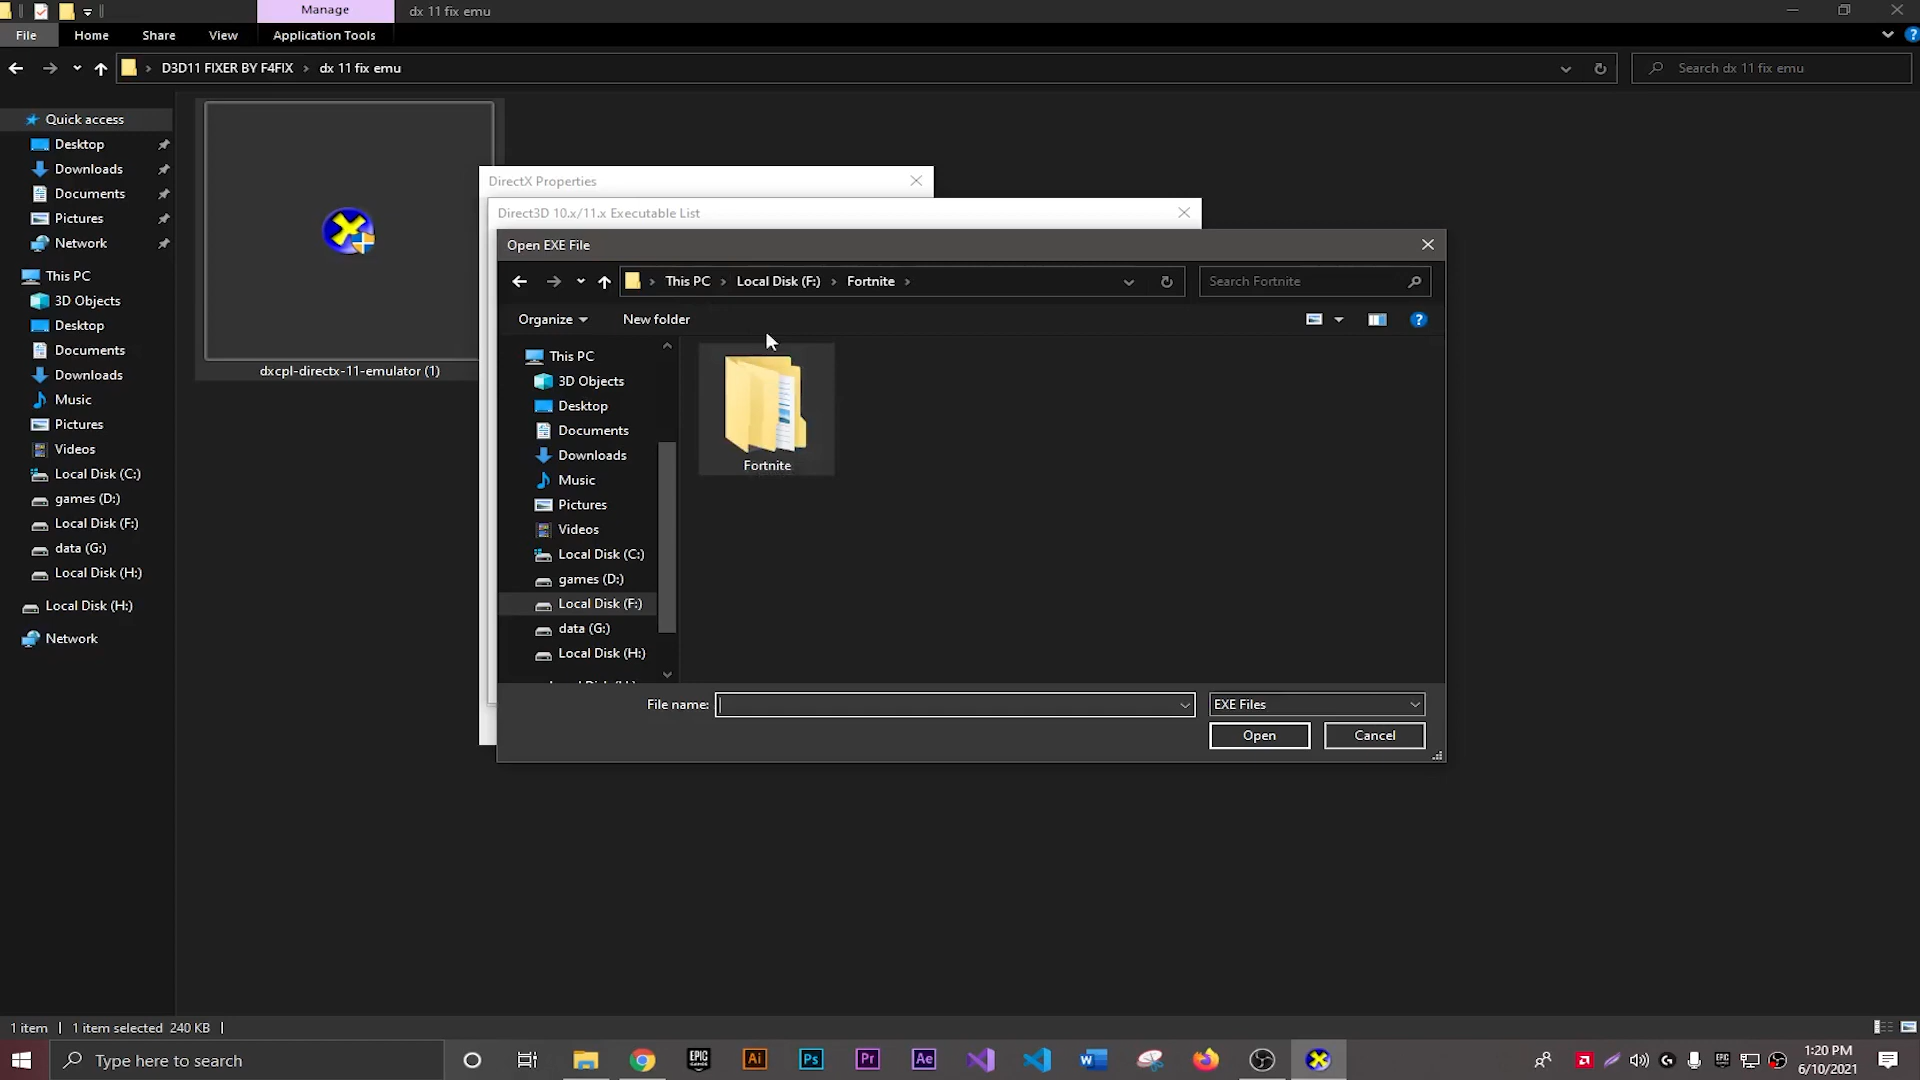 Manage
dx 11 fix emu
File
Home
Share
View
Application Tools
D3D11 FIXER BY F4FIX
dx 11 fix emu
Search dx 11 fix emu
Quick access
Desktop
Downloads
Documents
Pictures
Network
This PC
3D Objects
Desktop
Documents
Downloads
Music
Pictures
Videos
Local Disk (C:)
games (D:)
Local Disk (F:)
data (G:)
Local Disk (H:)
Local Disk (H:)
Network
dxcpl-directx-11-emulator (1)
DirectX Properties
Direct3D 10.x/11.x Executable List
Open EXE File
This PC
Local Disk (F:)
Fortnite
Search Fortnite
Organize
New folder
This PC
3D Objects
Desktop
Documents
Downloads
Music
Pictures
Videos
Local Disk (C:)
games (D:)
Local Disk (F:)
data (G:)
Local Disk (H:)
Fortnite
File name:
EXE Files
Open
Cancel
1 item
1 item selected 240 KB
Type here to search
EPIC
Ai
Ps
Pr
Ae
1:20 PM
6/10/2021